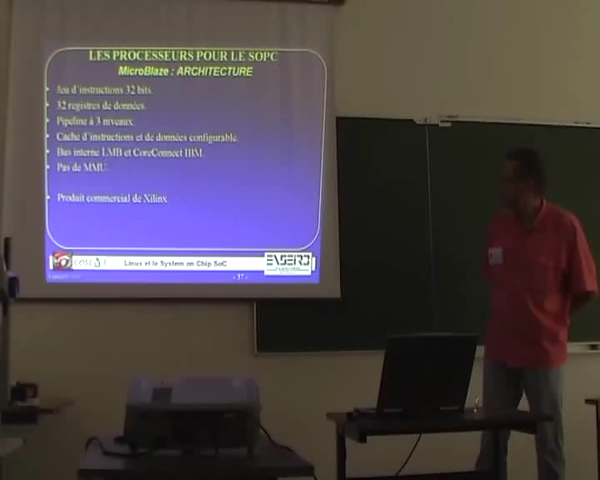 LES PROCESSEURS POUR LE SOPC
MicroBlaze : ARCHITECTURE
• Jeu d'instructions 32 bits.
• 32 registres de données.
• Pipeline à 3 niveaux.
• Cache d'instructions et de données configurable.
• Bus interne LMB et CoreConnect IBM.
• Pas de MMU.
• Produit commercial de Xilinx.
Linux et le System on Chip SoC
ENSEIRB
- 37 -